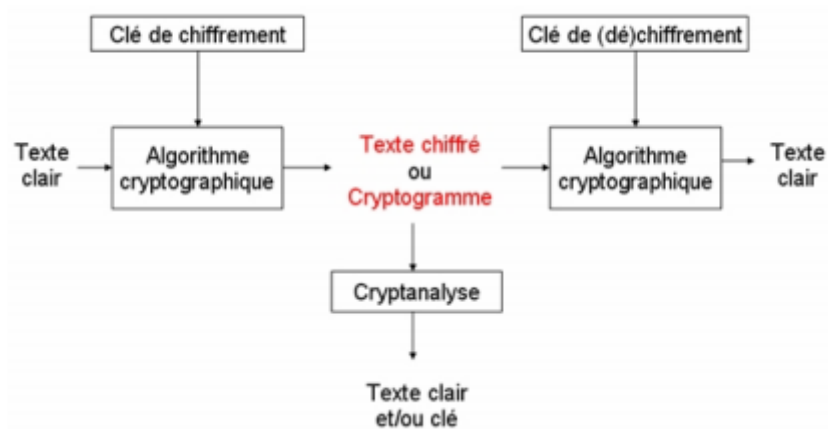 Clé de chiffrement
Clé de (dé)chiffrement
Texte
clair
Algorithme
cryptographique
Texte chiffré
ou
Cryptogramme
Algorithme
cryptographique
Texte
clair
Cryptanalyse
Texte clair
et/ou clé